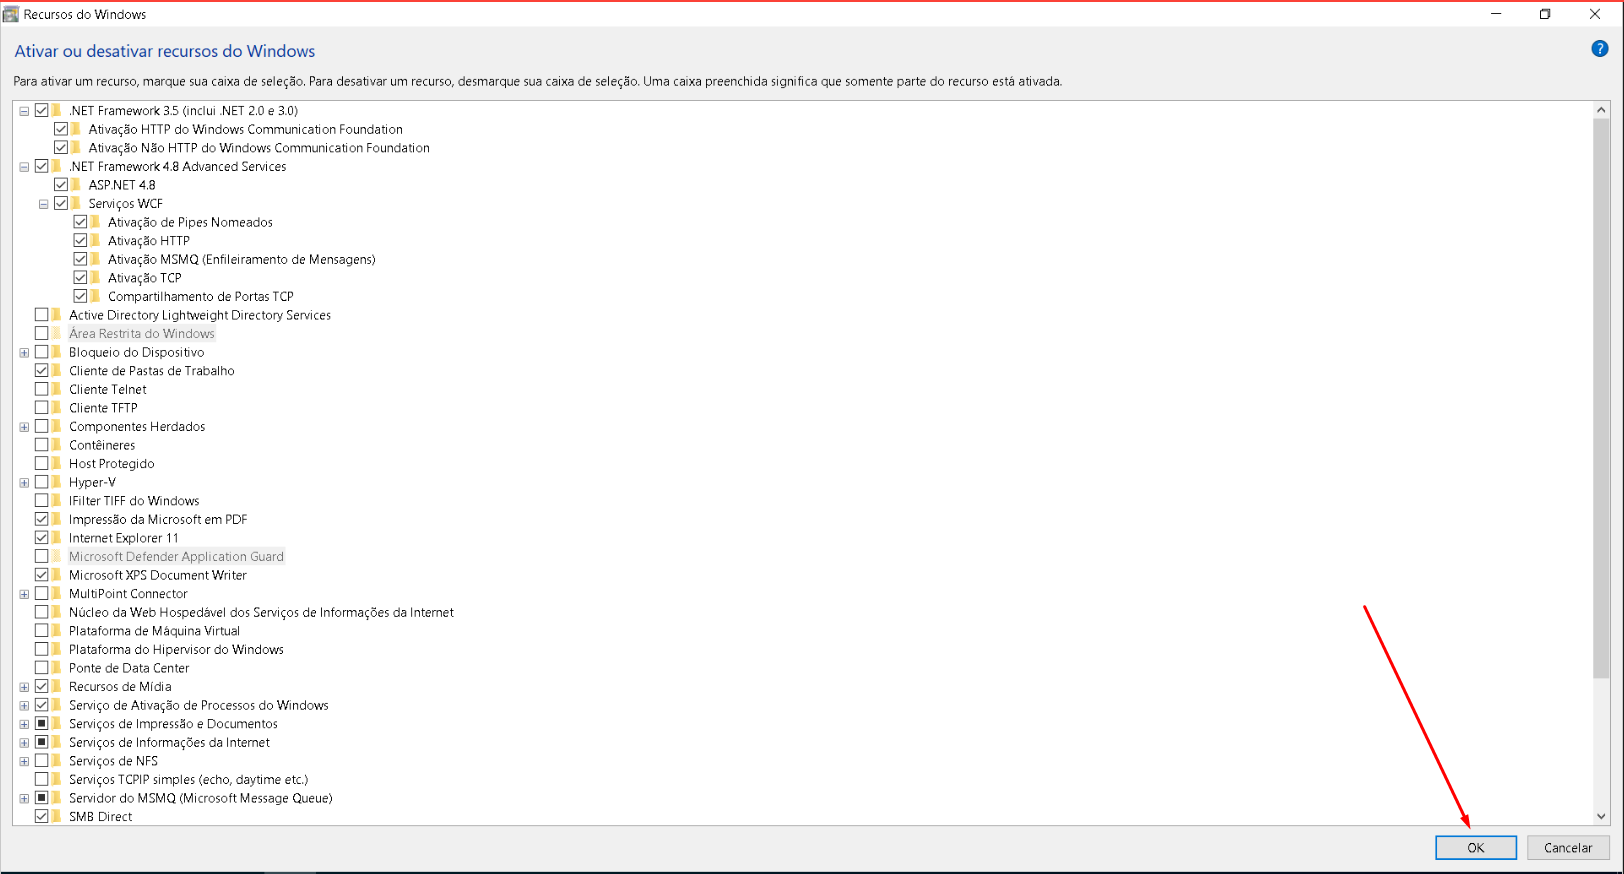 Recursos do Windows
Ativar ou desativar recursos do Windows
?
Para ativar um recurso, marque sua caixa de seleção. Para desativar um recurso, desmarque sua caixa de seleção. Uma caixa preenchida significa que somente parte do recurso está ativada.
.NET Framework 3.5 (inclui .NET 2.0 e 3.0)
Ativação HTTP do Windows Communication Foundation
Ativação Não HTTP do Windows Communication Foundation
.NET Framework 4.8 Advanced Services
ASP.NET 4.8
Serviços WCF
Ativação de Pipes Nomeados
Ativação HTTP
Ativação MSMQ (Enfileiramento de Mensagens)
Ativação TCP
Compartilhamento de Portas TCP
Active Directory Lightweight Directory Services
Área Restrita do Windows
Bloqueio do Dispositivo
Cliente de Pastas de Trabalho
Cliente Telnet
Cliente TFTP
Componentes Herdados
Contêineres
Host Protegido
Hyper-V
IFilter TIFF do Windows
Impressão da Microsoft em PDF
Internet Explorer 11
Microsoft Defender Application Guard
Microsoft XPS Document Writer
MultiPoint Connector
Núcleo da Web Hospedável dos Serviços de Informações da Internet
Plataforma de Máquina Virtual
Plataforma do Hipervisor do Windows
Ponte de Data Center
Recursos de Mídia
Serviço de Ativação de Processos do Windows
Serviços de Impressão e Documentos
Serviços de Informações da Internet
Serviços de NFS
Serviços TCPIP simples (echo, daytime etc.)
Servidor do MSMQ (Microsoft Message Queue)
SMB Direct
OK
Cancelar